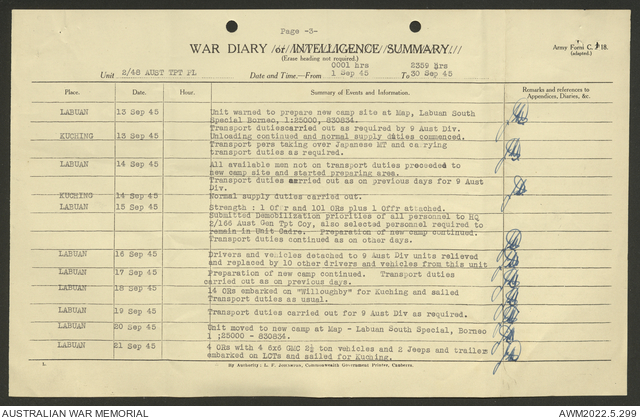 Page -3-
WAR DIARY /or/ INTELLIGENCE SUMMARY.
(Erase heading not required.)
Army Form C. 118.
(adapted.)
Unit 2/48 AUST TPT PL
Date and Time.—From 0001 hrs 1 Sep 45 To 2359 hrs 30 Sep 45
Place. Date. Hour. Summary of Events and Information. Remarks and references to Appendices, Diaries, &c.
LABUAN 13 Sep 45 Unit warned to prepare new camp site at Map, Labuan South
Special Borneo, 1:25000, 830834.
Transport dutiescarried out as required by 9 Aust Div.
KUCHING 13 Sep 45 Unloading continued and normal supply duties commenced.
Transport pers taking over Japanese MT and carrying
transport duties as required.
LABUAN 14 Sep 45 All available men not on transport proceeded to
new camp site and started preparing area.
Transport duties carried out as on previous days for 9 Aust
Div.
KUCHING 14 Sep 45 Normal supply duties carried out.
LABUAN 15 Sep 45 Strength : 1 Offr and 101 ORs plus 1 Offr attached.
Submitted Demobilization priorities of all personnel to HQ
2/166 Aust Gen Tpt Coy, also selected personnel required to
remain in Unit Cadre. Preparation of new camp continued.
Transport duties continued as on other days.
LABUAN 16 Sep 45 Drivers and vehicles detached to 9 Aust Div units relieved
and replaced by 10 other drivers and vehicles from this unit
LABUAN 17 Sep 45 Preparation of new camp continued. Transport duties
carried out as on previous days.
LABUAN 18 Sep 45 14 ORs embarked on "Willoughby" for Kuching and sailed
Transport duties as usual.
LABUAN 19 Sep 45 Transport duties carried out for 9 Aust Div as required.
LABUAN 20 Sep 45 Unit moved to new camp at Map - Labuan South Special, Borneo
1 ;25000 - 830834.
LABUAN 21 Sep 45 4 ORs with 4 6x6 GMC 2½ ton vehicles and 2 Jeeps and trailer
embarked on LCTs and sailed for Kuching.
By Authority : L. F. Johnston, Commonwealth Government Printer, Canberra.
AUSTRALIAN WAR MEMORIAL
AWM2022.5.299